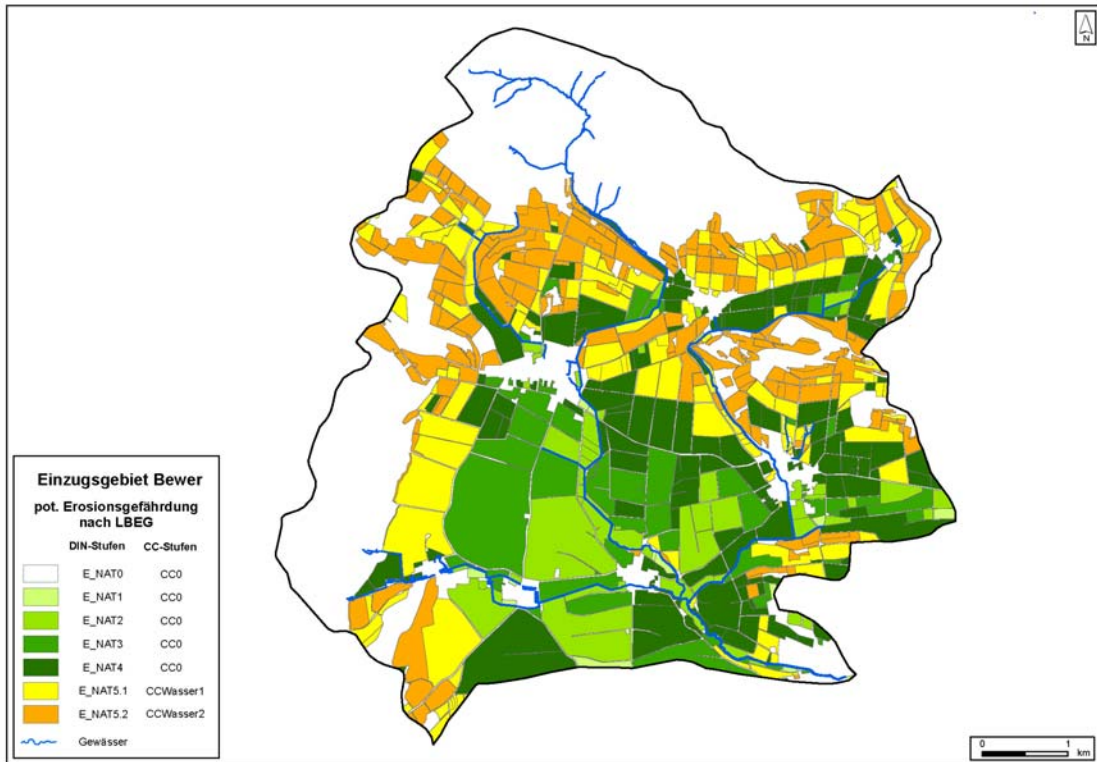 N
Einzugsgebiet Bewer
pot. Erosionsgefährdung
nach LBEG
DIN-Stufen CC-Stufen
E_NAT0 CC0
E_NAT1 CC0
E_NAT2 CC0
E_NAT3 CC0
E_NAT4 CC0
E_NAT5.1 CCWasser1
E_NAT5.2 CCWasser2
Gewässer
0 1
km